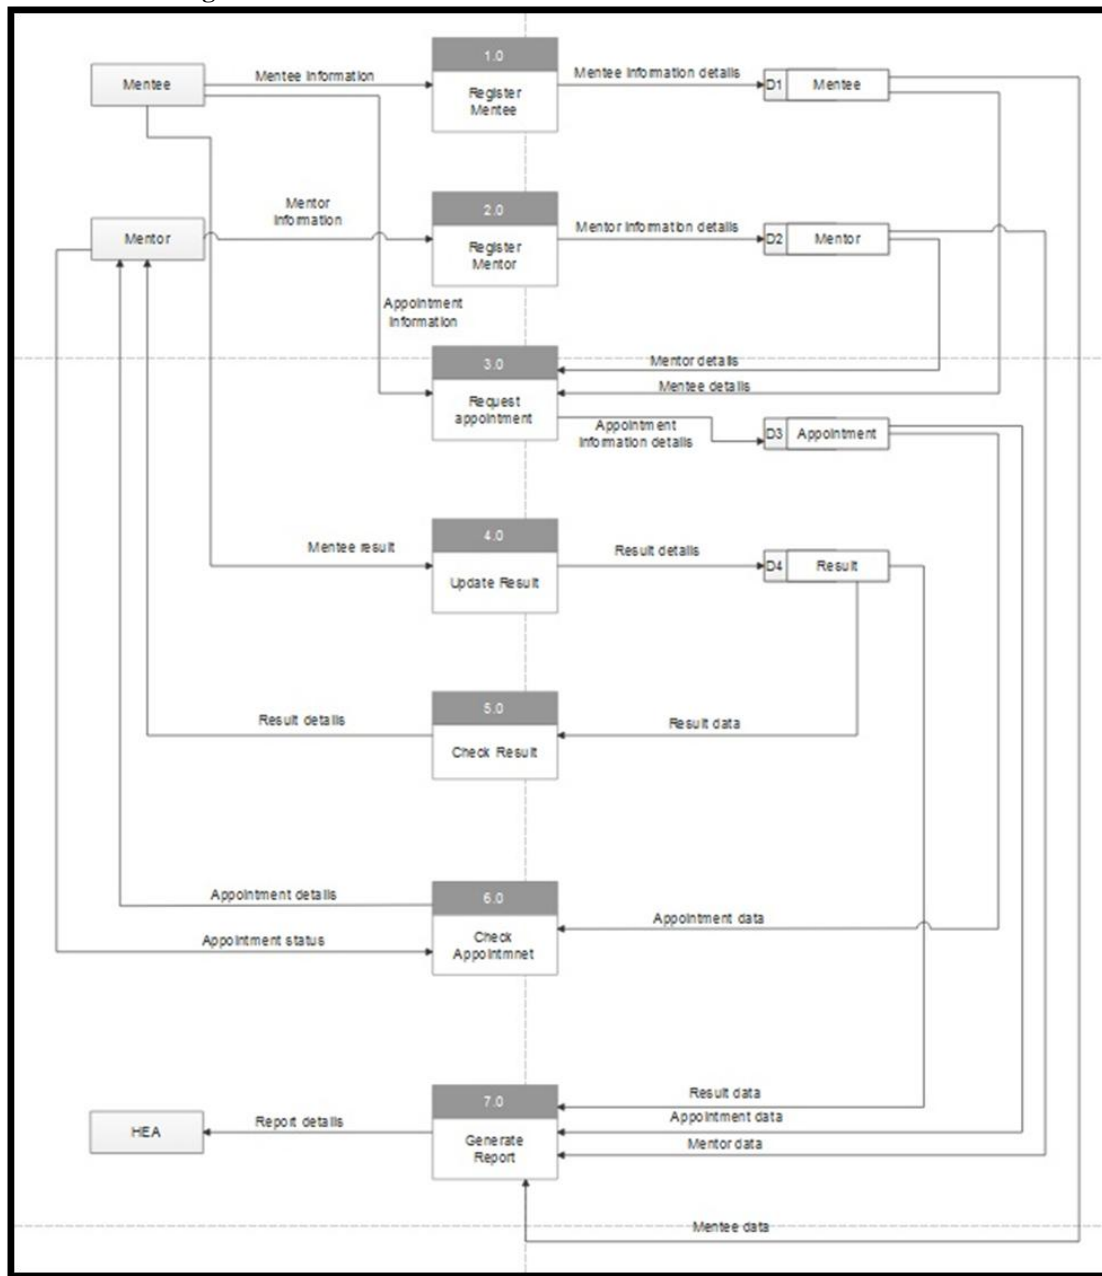 1.0
Mentee
Mentee Information
Register
Mentee
Mentee Information details
D1
Mentee
Mentor
Information
2.0
Mentor
Register
Mentor
Mentor Information details
D2
Mentor
Appointment
Information
3.0
Mentor details
Mentee details
Request
appointment
Appointment
Information details
D3
Appointment
4.0
Mentee result
Update Result
Result details
D4
Result
5.0
Result details
Check Result
Result data
6.0
Appointment details
Appointment status
Check
Appointmnet
Appointment data
7.0
Result data
Appointment data
Mentor data
HEA
Report details
Generate
Report
Mentee data